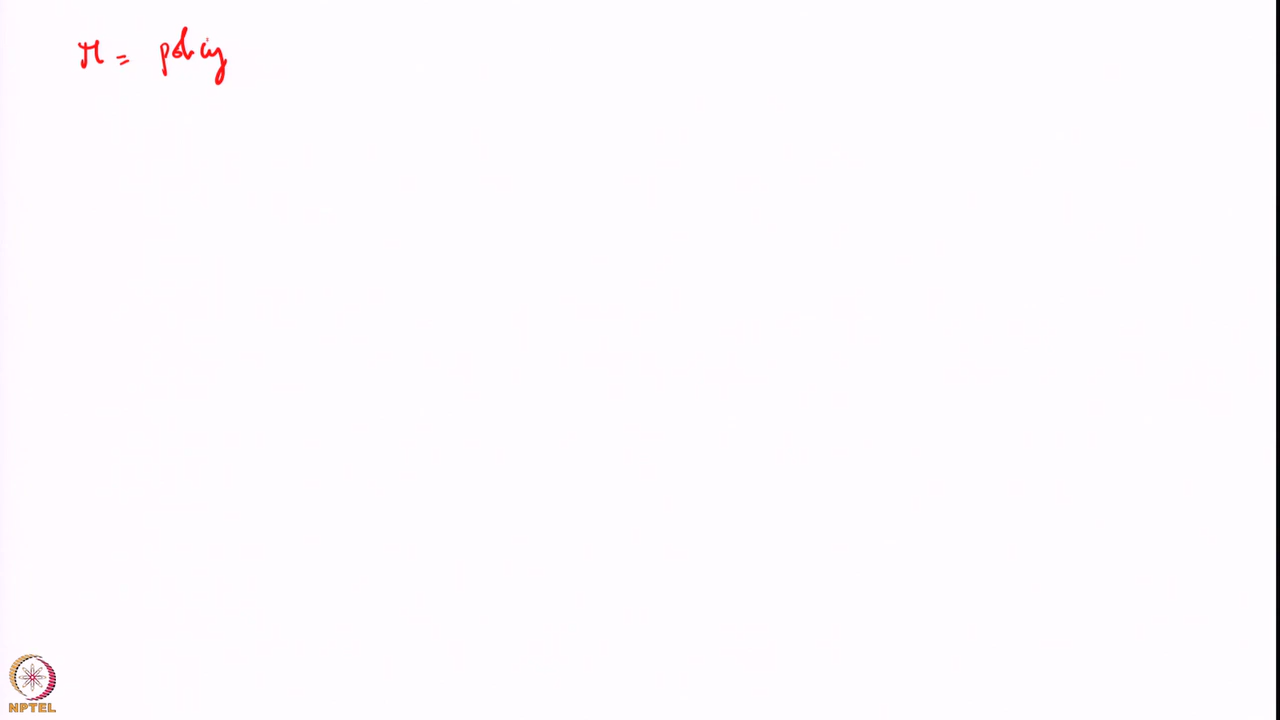 π = policy
NPTEL